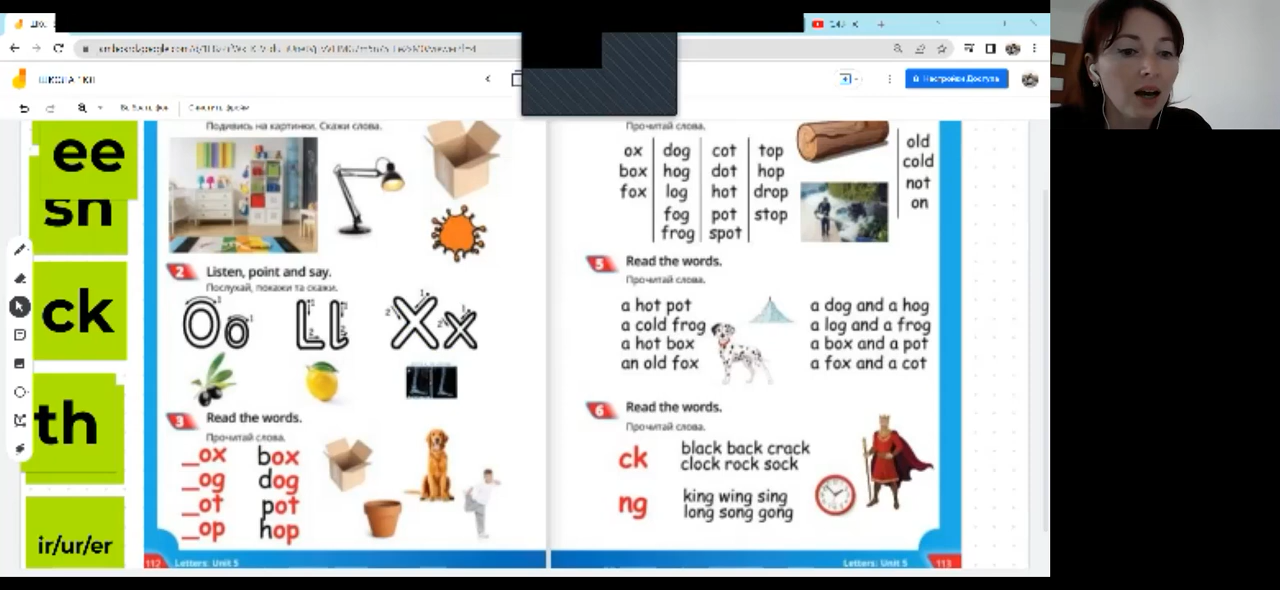 ШКОЛА 1КЛ
Настройки Доступа
ee
sh
ck
th
ir/ur/er
Подивись на картинки. Скажи слова.
2 Listen, point and say.
Послухай, покажи та скажи.
Oo Ll Xx
3 Read the words.
Прочитай слова.
_ox box
_og dog
_ot pot
_op hop
112 Letters: Unit 5
Прочитай слова.
ox dog cot top
box hog dot hop
fox log hot drop
fog pot stop
frog spot
old
cold
not
on
5 Read the words.
Прочитай слова.
a hot pot
a cold frog
a hot box
an old fox
a dog and a hog
a log and a frog
a box and a pot
a fox and a cot
6 Read the words.
Прочитай слова.
ck black back crack
clock rock sock
ng king wing sing
long song gong
Letters: Unit 5 113